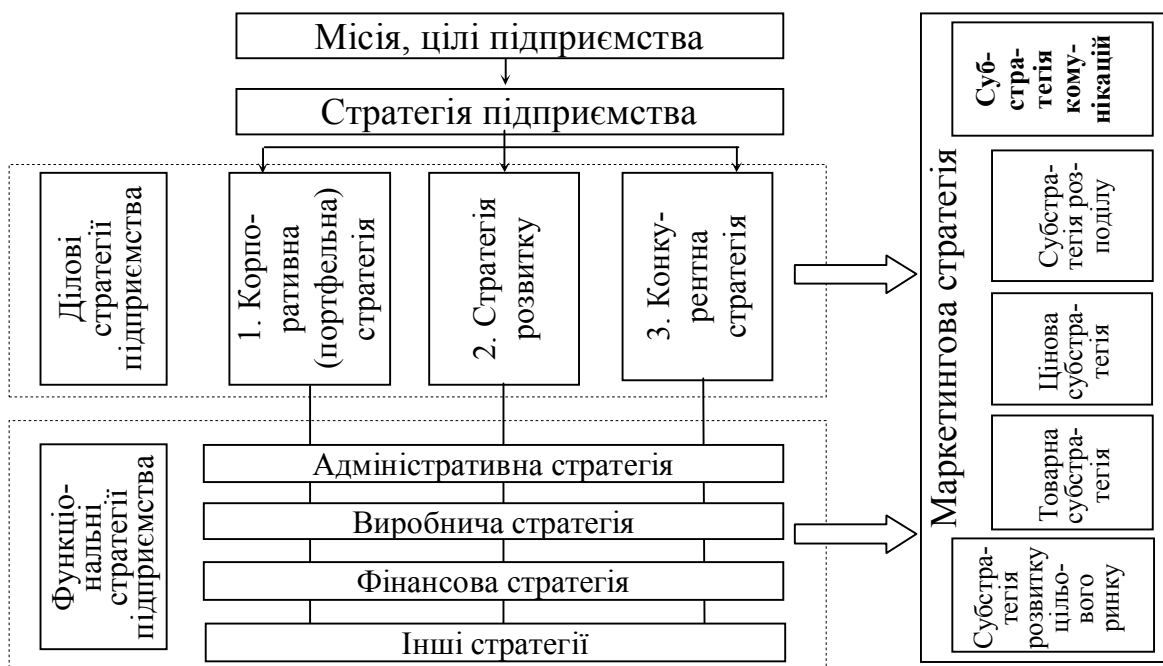 Місія, цілі підприємства
Стратегія підприємства
Ділові
стратегії
підприємства
1. Корпо-
ративна
(портфельна)
стратегія
2. Стратегія
розвитку
3. Конку-
рентна
стратегія
Функціо-
нальні
стратегії
підприємства
Адміністративна стратегія
Виробнича стратегія
Фінансова стратегія
Інші стратегії
Маркетингова стратегія
Суб-
стра-
тегія
кому-
нікацій
Субстра-
тегія роз-
поділу
Цінова
субстра-
тегія
Товарна
субстра-
тегія
Субстра-
тегія
розвитку
цільо-
вого
ринку